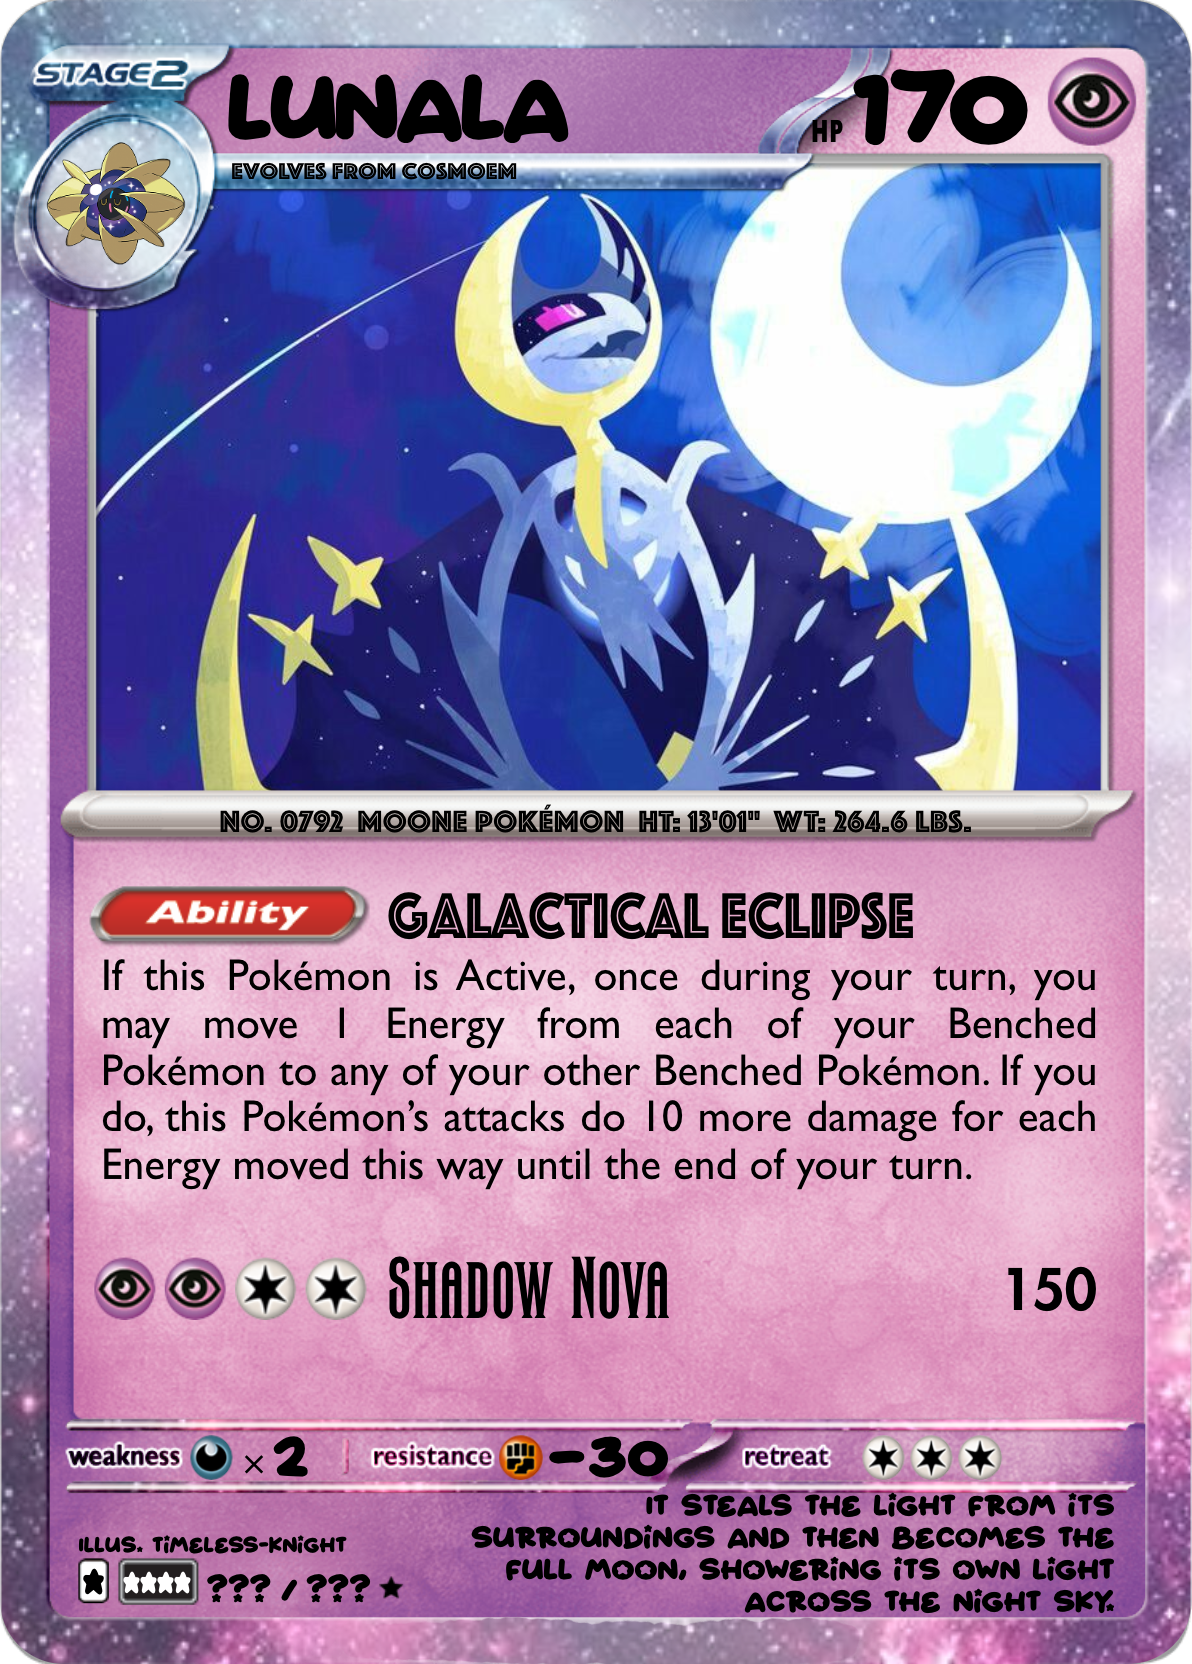 STAGE2
LUNALA
HP 170
EVOLVES FROM COSMOEM
NO. 0792 MOONE POKÉMON HT: 13'01" WT: 264.6 LBS.
Ability GALACTICAL ECLIPSE
If this Pokémon is Active, once during your turn, you
may move 1 Energy from each of your Benched
Pokémon to any of your other Benched Pokémon. If you
do, this Pokémon’s attacks do 10 more damage for each
Energy moved this way until the end of your turn.
SHADOW NOVA 150
weakness ×2 resistance -30 retreat
IT STEALS THE LIGHT FROM ITS
SURROUNDINGS AND THEN BECOMES THE
FULL MOON, SHOWERING ITS OWN LIGHT
ACROSS THE NIGHT SKY.
ILLUS. TIMELESS-KNIGHT
??? / ??? ★